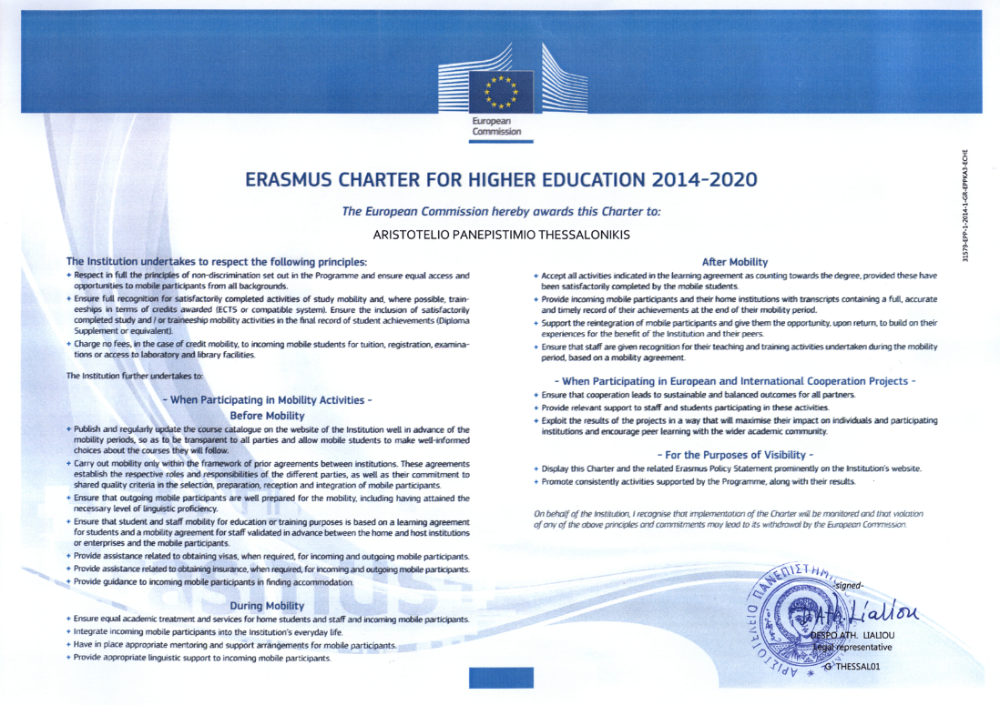 European
Commission
ERASMUS CHARTER FOR HIGHER EDUCATION 2014-2020
The European Commission hereby awards this Charter to:
ARISTOTELIO PANEPISTIMIO THESSALONIKIS
31579-EPP-1-2014-1-GR-EPPKA3-ECHE
The Institution undertakes to respect the following principles:
+ Respect in full the principles of non-discrimination set out in the Programme and ensure equal access and
opportunities to mobile participants from all backgrounds.
+ Ensure full recognition for satisfactorily completed activities of study mobility and, where possible, train-
eeships in terms of credits awarded (ECTS or compatible system). Ensure the inclusion of satisfactorily
completed study and / or traineeship mobility activities in the final record of student achievements (Diploma
Supplement or equivalent).
+ Charge no fees, in the case of credit mobility, to incoming mobile students for tuition, registration, examina-
tions or access to laboratory and library facilities.
The Institution further undertakes to:
- When Participating in Mobility Activities -
Before Mobility
+ Publish and regularly update the course catalogue on the website of the Institution well in advance of the
mobility periods, so as to be transparent to all parties and allow mobile students to make well-informed
choices about the courses they will follow.
+ Carry out mobility only within the framework of prior agreements between institutions. These agreements
establish the respective roles and responsibilities of the different parties, as well as their commitment to
shared quality criteria in the selection, preparation, reception and integration of mobile participants.
+ Ensure that outgoing mobile participants are well prepared for the mobility, including having attained the
necessary level of linguistic proficiency.
+ Ensure that student and staff mobility for education or training purposes is based on a learning agreement
for students and a mobility agreement for staff validated in advance between the home and host institutions
or enterprises and the mobile participants.
+ Provide assistance related to obtaining visas, when required, for incoming and outgoing mobile participants.
+ Provide assistance related to obtaining insurance, when required, for incoming and outgoing mobile participants.
+ Provide guidance to incoming mobile participants in finding accommodation.
During Mobility
+ Ensure equal academic treatment and services for home students and staff and incoming mobile participants.
+ Integrate incoming mobile participants into the Institution's everyday life.
+ Have in place appropriate mentoring and support arrangements for mobile participants.
+ Provide appropriate linguistic support to incoming mobile participants.
After Mobility
+ Accept all activities indicated in the learning agreement as counting towards the degree, provided these have
been satisfactorily completed by the mobile students.
+ Provide incoming mobile participants and their home institutions with transcripts containing a full, accurate
and timely record of their achievements at the end of their mobility period.
+ Support the reintegration of mobile participants and give them the opportunity, upon return, to build on their
experiences for the benefit of the Institution and their peers.
+ Ensure that staff are given recognition for their teaching and training activities undertaken during the mobility
period, based on a mobility agreement.
- When Participating in European and International Cooperation Projects -
+ Ensure that cooperation leads to sustainable and balanced outcomes for all partners.
+ Provide relevant support to staff and students participating in these activities.
+ Exploit the results of the projects in a way that will maximise their impact on individuals and participating
institutions and encourage peer learning with the wider academic community.
- For the Purposes of Visibility -
+ Display this Charter and the related Erasmus Policy Statement prominently on the Institution's website.
+ Promote consistently activities supported by the Programme, along with their results.
On behalf of the Institution, I recognise that implementation of the Charter will be monitored and that violation
of any of the above principles and commitments may lead to its withdrawal by the European Commission.
ΑΡΙΣΤΟΤΕΛΕΙΟ ΠΑΝΕΠΙΣΤΗΜ
-signed-
Ath. Lialiou
DESPO ATH. LIALIOU
Legal representative
G THESSAL01